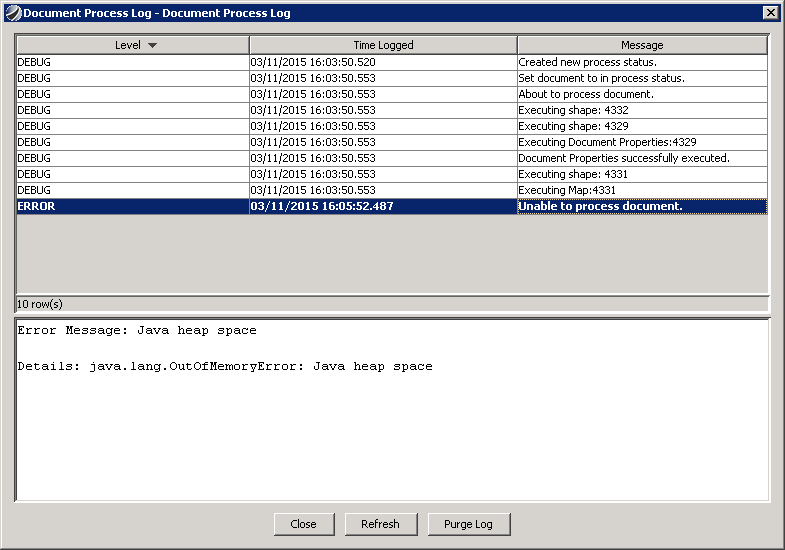 Document Process Log - Document Process Log
Level Time Logged Message
DEBUG 03/11/2015 16:03:50.520 Created new process status.
DEBUG 03/11/2015 16:03:50.553 Set document to in process status.
DEBUG 03/11/2015 16:03:50.553 About to process document.
DEBUG 03/11/2015 16:03:50.553 Executing shape: 4332
DEBUG 03/11/2015 16:03:50.553 Executing shape: 4329
DEBUG 03/11/2015 16:03:50.553 Executing Document Properties:4329
DEBUG 03/11/2015 16:03:50.553 Document Properties successfully executed.
DEBUG 03/11/2015 16:03:50.553 Executing shape: 4331
DEBUG 03/11/2015 16:03:50.553 Executing Map:4331
ERROR 03/11/2015 16:05:52.487 Unable to process document.
10 row(s)
Error Message: Java heap space
Details: java.lang.OutOfMemoryError: Java heap space
Close Refresh Purge Log